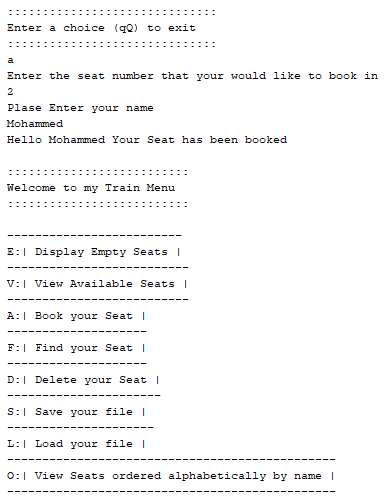 ::::::::::::::::::::::::::::::
Enter a choice (qQ) to exit
::::::::::::::::::::::::::::::
a
Enter the seat number that your would like to book in
2
Plase Enter your name
Mohammed
Hello Mohammed Your Seat has been booked
::::::::::::::::::::::::::
Welcome to my Train Menu
::::::::::::::::::::::::::
-------------------------
E:| Display Empty Seats |
--------------------------
V:| View Available Seats |
--------------------------
A:| Book your Seat |
--------------------
F:| Find your Seat |
--------------------
D:| Delete your Seat |
----------------------
S:| Save your file |
---------------------
L:| Load your file |
-----------------------------------------------
O:| View Seats ordered alphabetically by name |
-----------------------------------------------